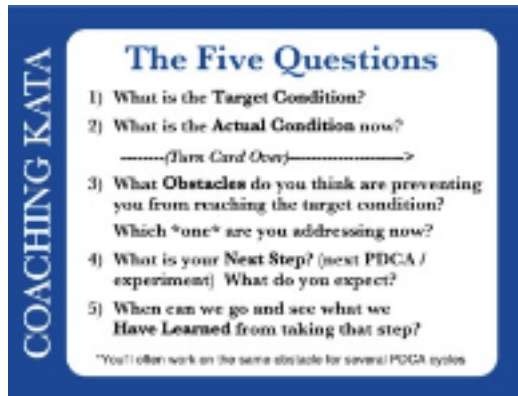 COACHING KATA
The Five Questions
1) What is the Target Condition?
2) What is the Actual Condition now?
--------(Turn Card Over)--------------------->
3) What Obstacles do you think are preventing
you from reaching the target condition?
Which *one* are you addressing now?
4) What is your Next Step? (next PDCA /
experiment) What do you expect?
5) When can we go and see what we
Have Learned from taking that step?
*You'll often work on the same obstacle for several PDCA cycles